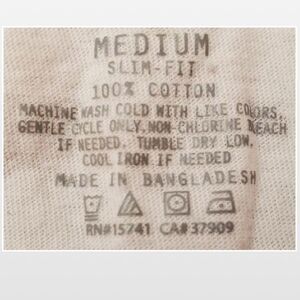 MEDIUM
SLIM-FIT
100% COTTON
MACHINE WASH COLD WITH LIKE COLORS,
GENTLE CYCLE ONLY, NON-CHLORINE BLEACH
IF NEEDED, TUMBLE DRY LOW,
COOL IRON IF NEEDED
MADE IN BANGLADESH
RN#15741 CA#37909